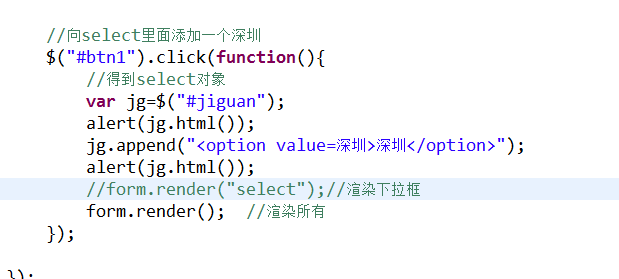 //向select里面添加一个深圳
$("#btn1").click(function(){
//得到select对象
var jg=$("#jiguan");
alert(jg.html());
jg.append("<option value=深圳>深圳</option>");
alert(jg.html());
//form.render("select");//渲染下拉框
form.render();  //渲染所有
});
});